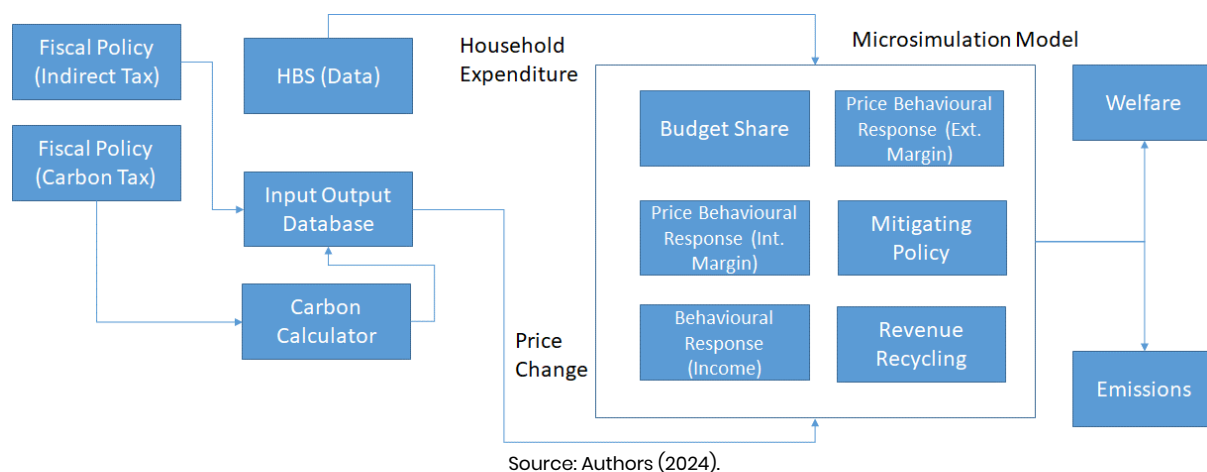 Fiscal Policy
(Indirect Tax)
HBS (Data)
Household
Expenditure
Microsimulation Model
Fiscal Policy
(Carbon Tax)
Input Output
Database
Carbon
Calculator
Price
Change
Budget Share
Price Behavioural
Response (Ext.
Margin)
Price Behavioural
Response (Int.
Margin)
Mitigating
Policy
Behavioural
Response
(Income)
Revenue
Recycling
Welfare
Emissions
Source: Authors (2024).